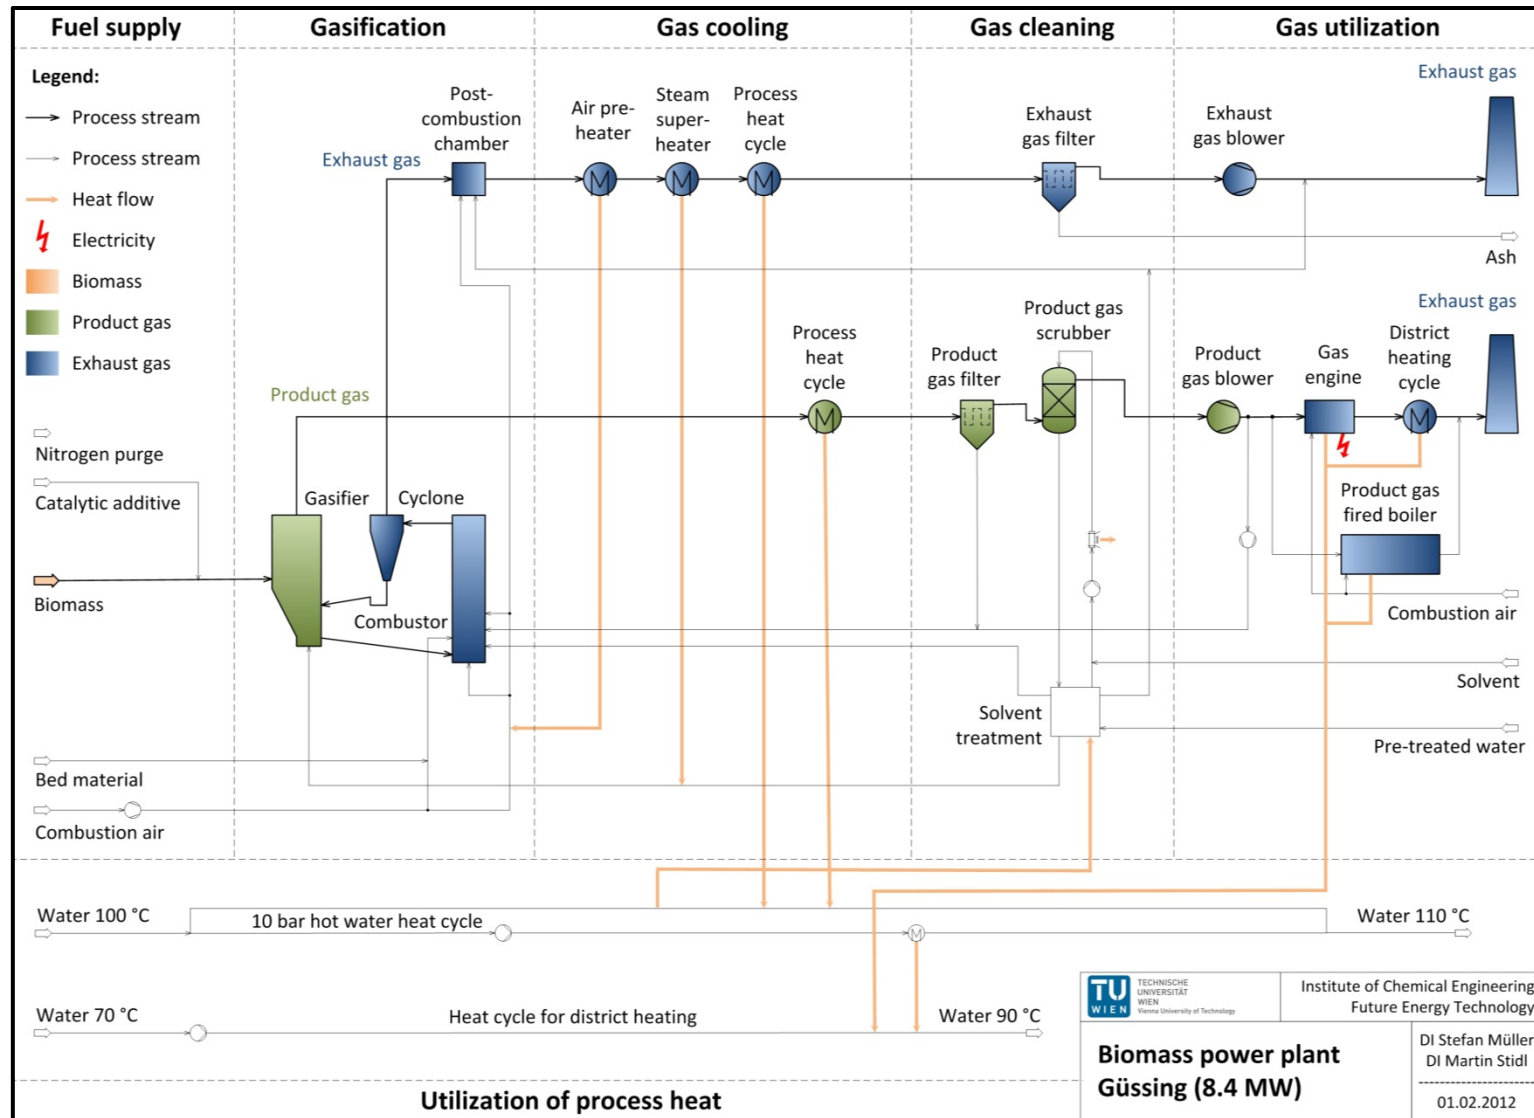 Fuel supply
Gasification
Gas cooling
Gas cleaning
Gas utilization
Legend:
Process stream
Process stream
Heat flow
Electricity
Biomass
Product gas
Exhaust gas
Post-
combustion
chamber
Exhaust gas
Air pre-
heater
Steam
super-
heater
Process
heat
cycle
Exhaust
gas filter
Exhaust
gas blower
Exhaust gas
Ash
Product gas
Process
heat
cycle
Product
gas filter
Product gas
scrubber
Product
gas blower
Gas
engine
District
heating
cycle
Exhaust gas
Product gas
fired boiler
Nitrogen purge
Catalytic additive
Biomass
Gasifier
Cyclone
Combustor
Bed material
Combustion air
Solvent
treatment
Combustion air
Solvent
Pre-treated water
M
M
M
M
M
M
Water 100 °C
10 bar hot water heat cycle
Water 110 °C
Water 70 °C
Heat cycle for district heating
Water 90 °C
Utilization of process heat
TU
WIEN
TECHNISCHE
UNIVERSITÄT
WIEN
Vienna University of Technology
Institute of Chemical Engineering
Future Energy Technology
Biomass power plant
Güssing (8.4 MW)
DI Stefan Müller
DI Martin Stidl
01.02.2012